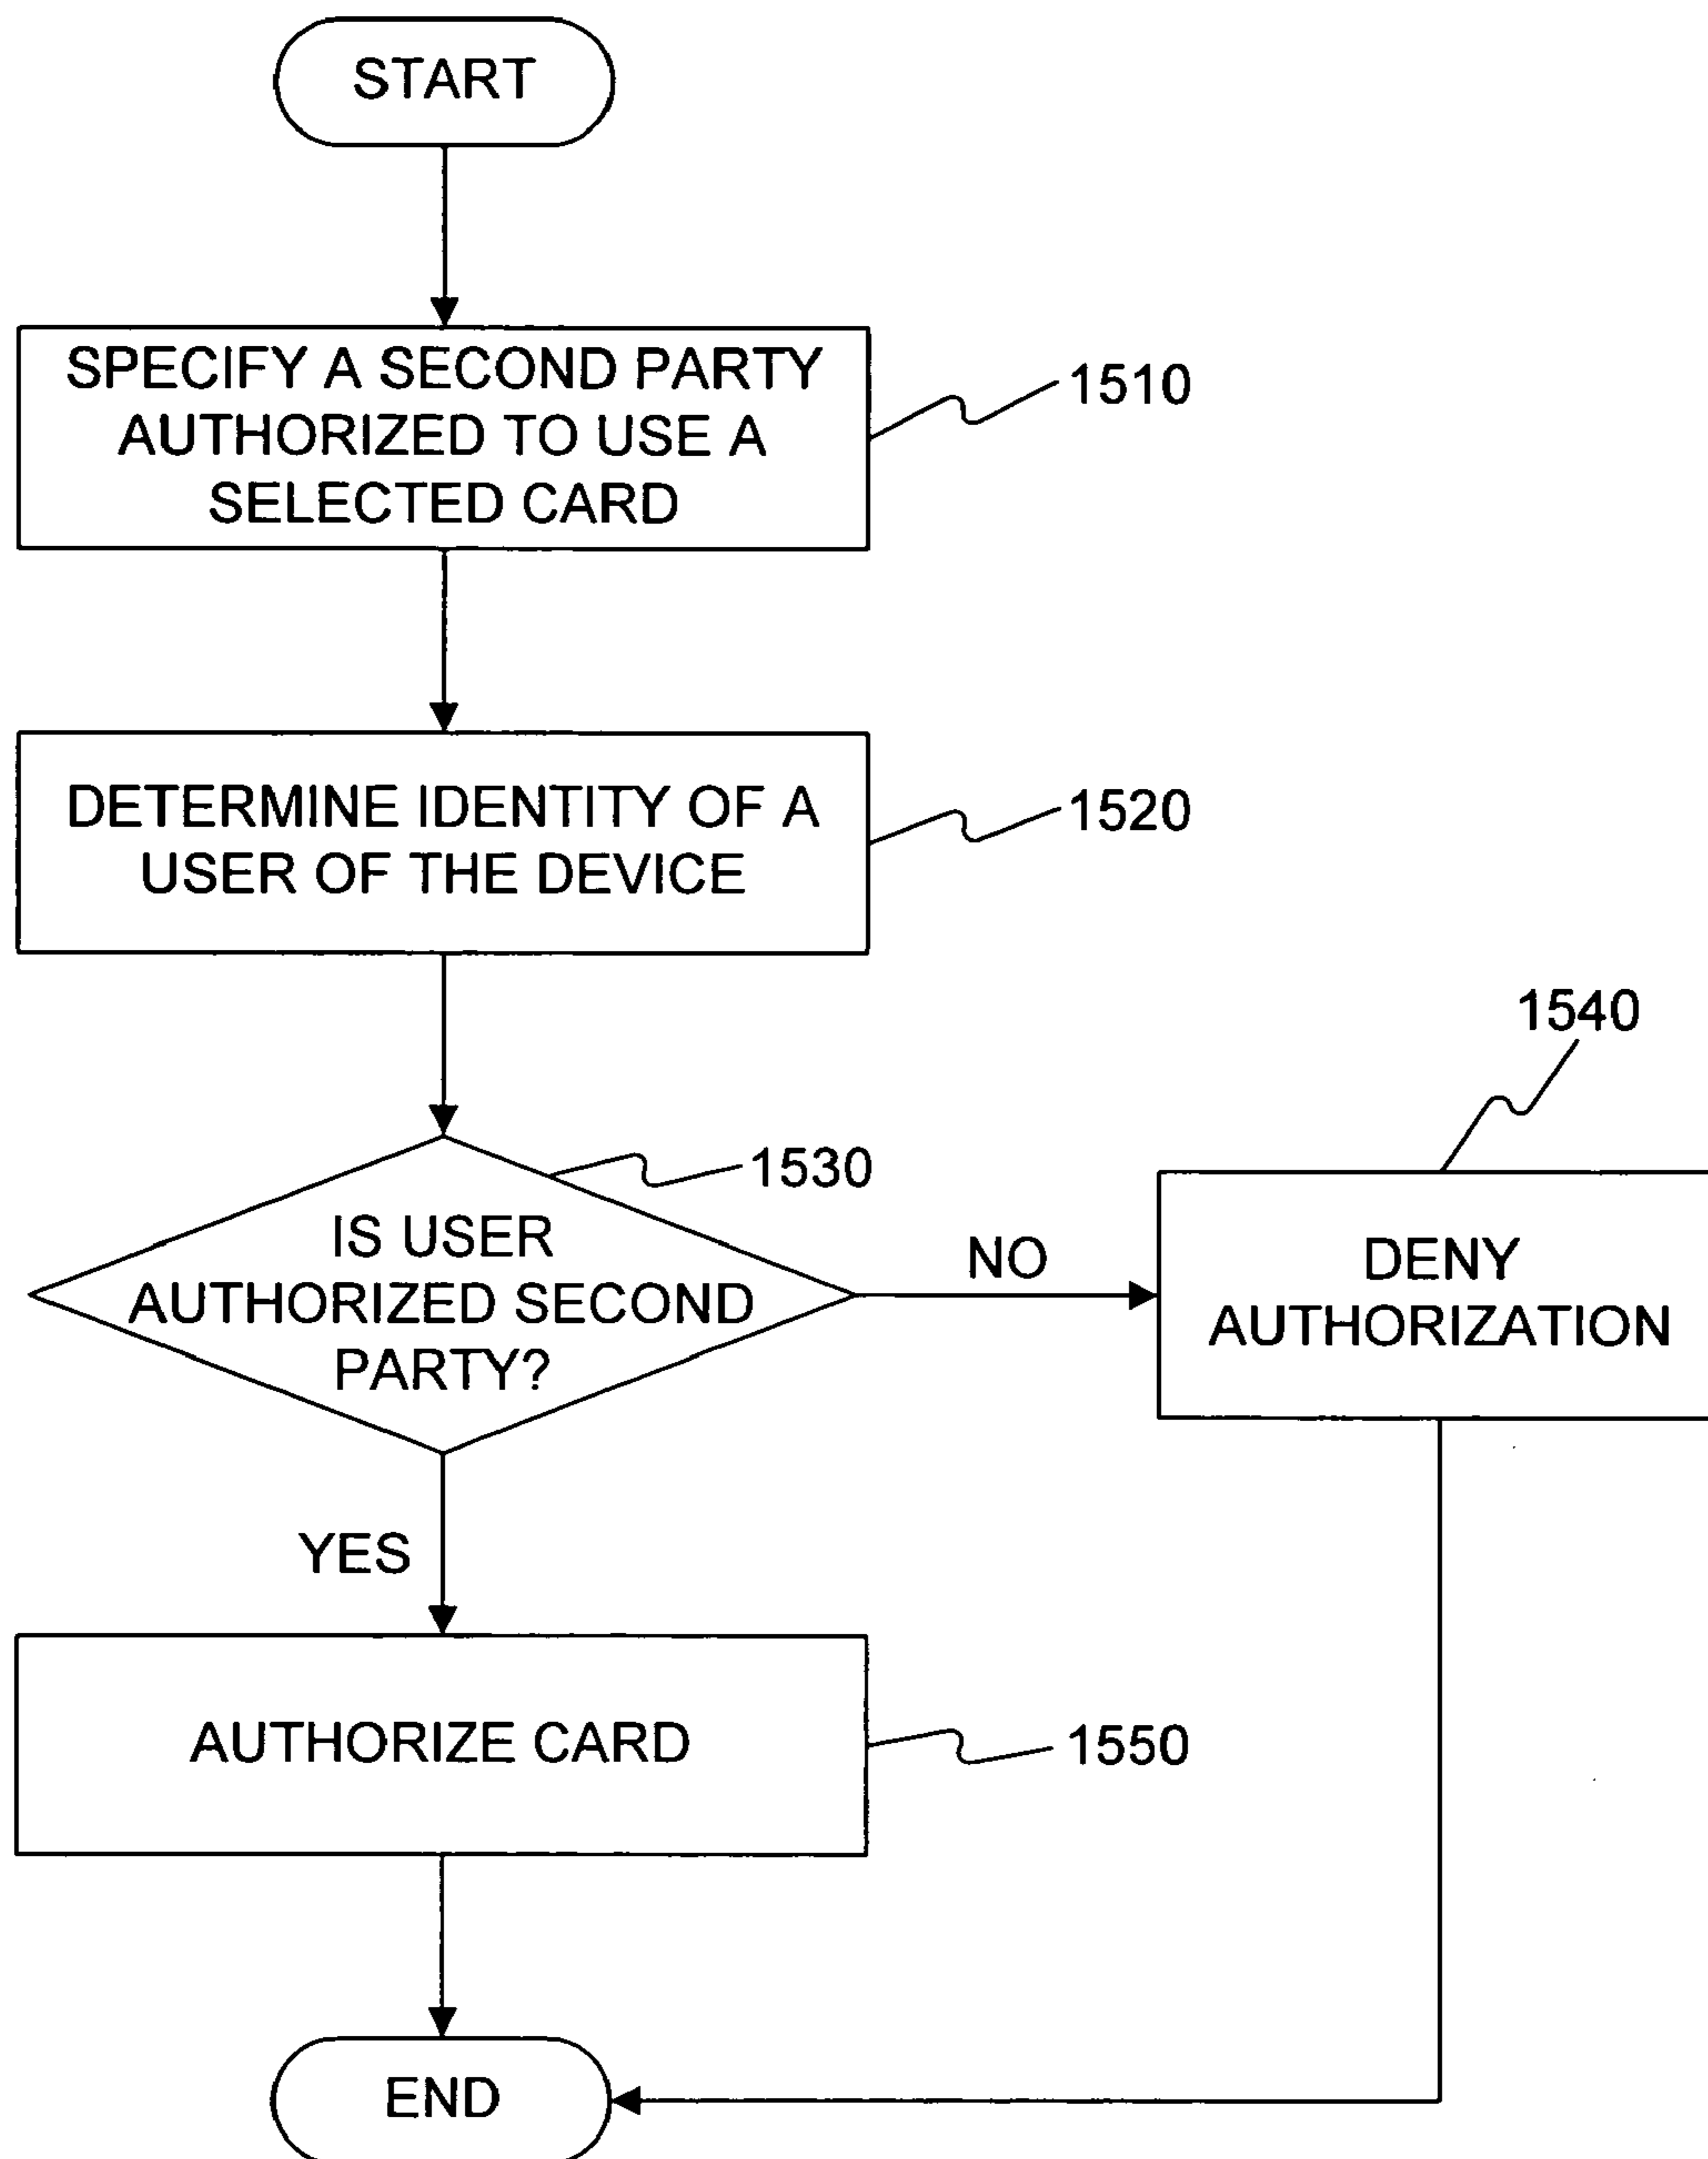 START
SPECIFY A SECOND PARTY
AUTHORIZED TO USE A
SELECTED CARD
1510
DETERMINE IDENTITY OF A
USER OF THE DEVICE
1520
1530
IS USER
AUTHORIZED SECOND
PARTY?
NO
1540
DENY
AUTHORIZATION
YES
AUTHORIZE CARD
1550
END